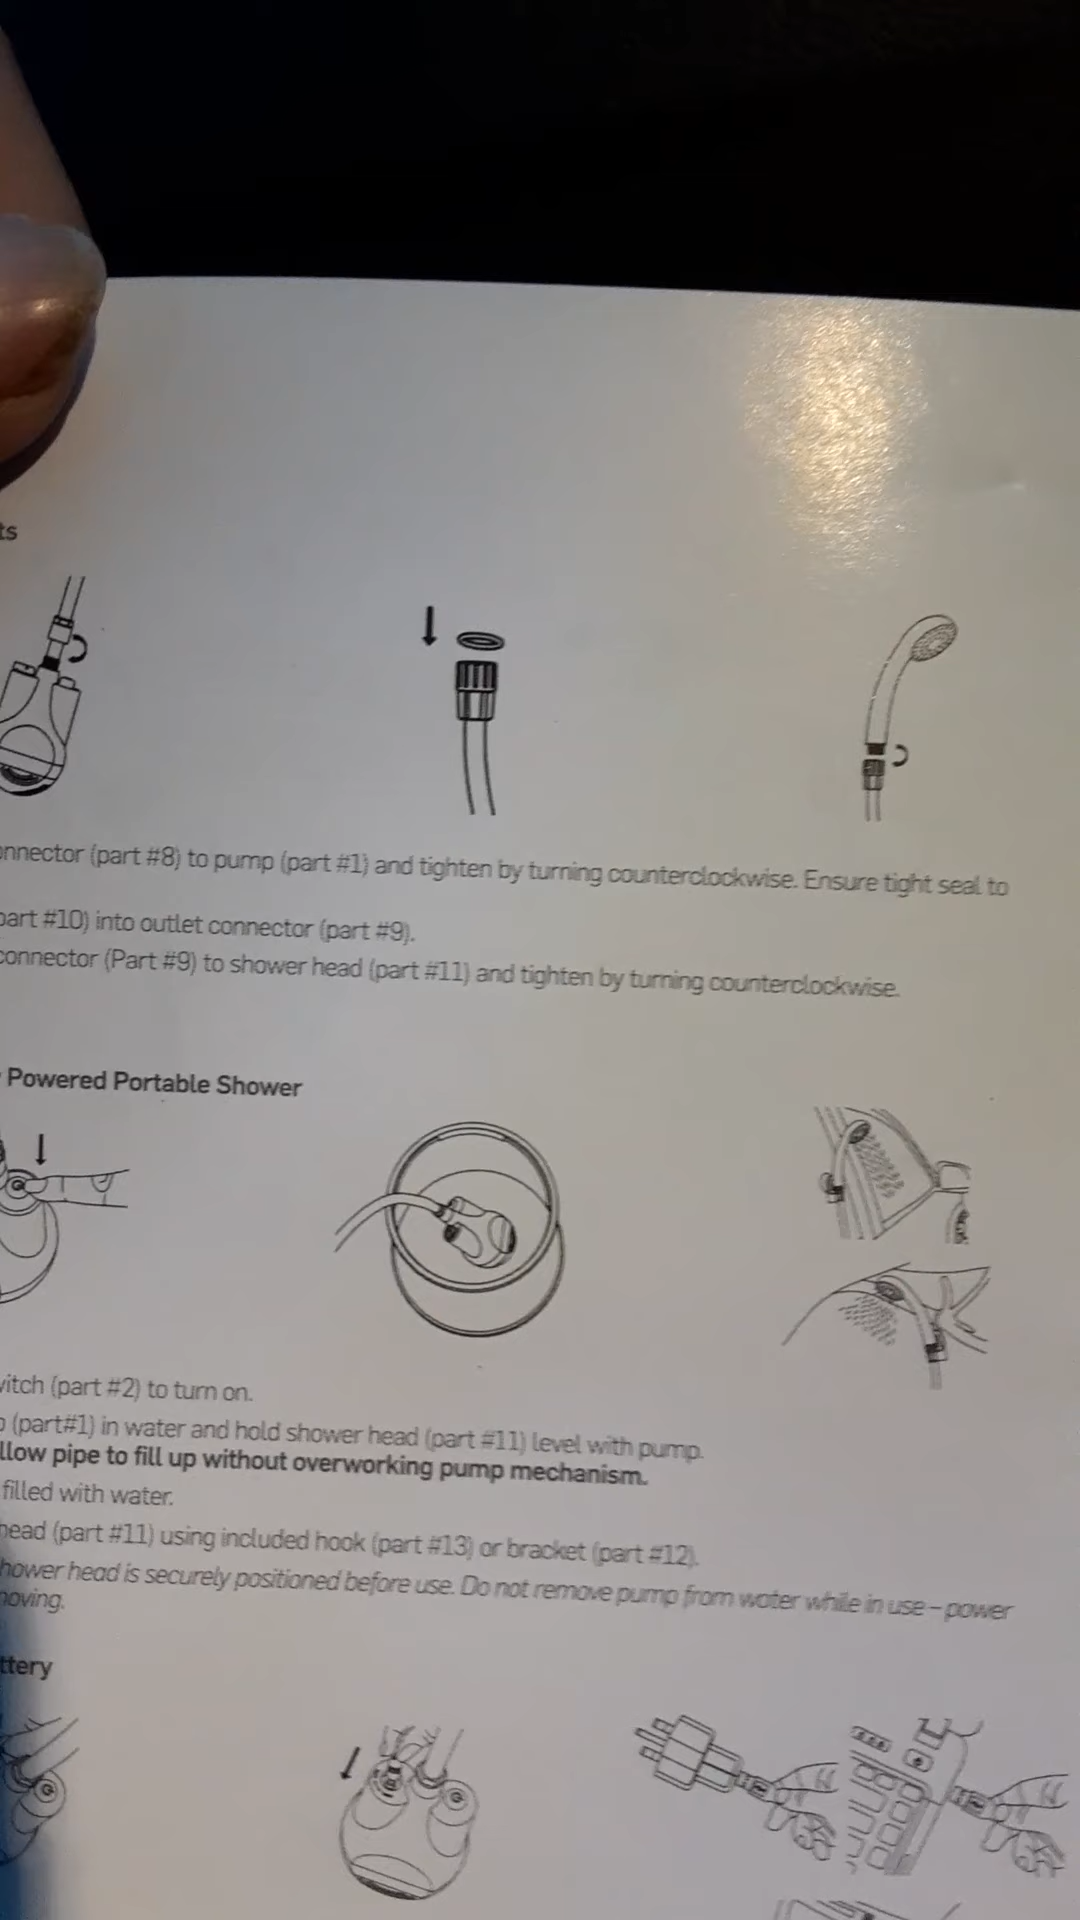 ts
onnector (part #8) to pump (part #1) and tighten by turning counterclockwise. Ensure tight seal to
part #10) into outlet connector (part #9).
connector (Part #9) to shower head (part #11) and tighten by turning counterclockwise.
Powered Portable Shower
witch (part #2) to turn on.
p (part#1) in water and hold shower head (part #11) level with pump.
llow pipe to fill up without overworking pump mechanism.
filled with water.
head (part #11) using included hook (part #13) or bracket (part #12).
hower head is securely positioned before use. Do not remove pump from water while in use – power
moving.
ttery